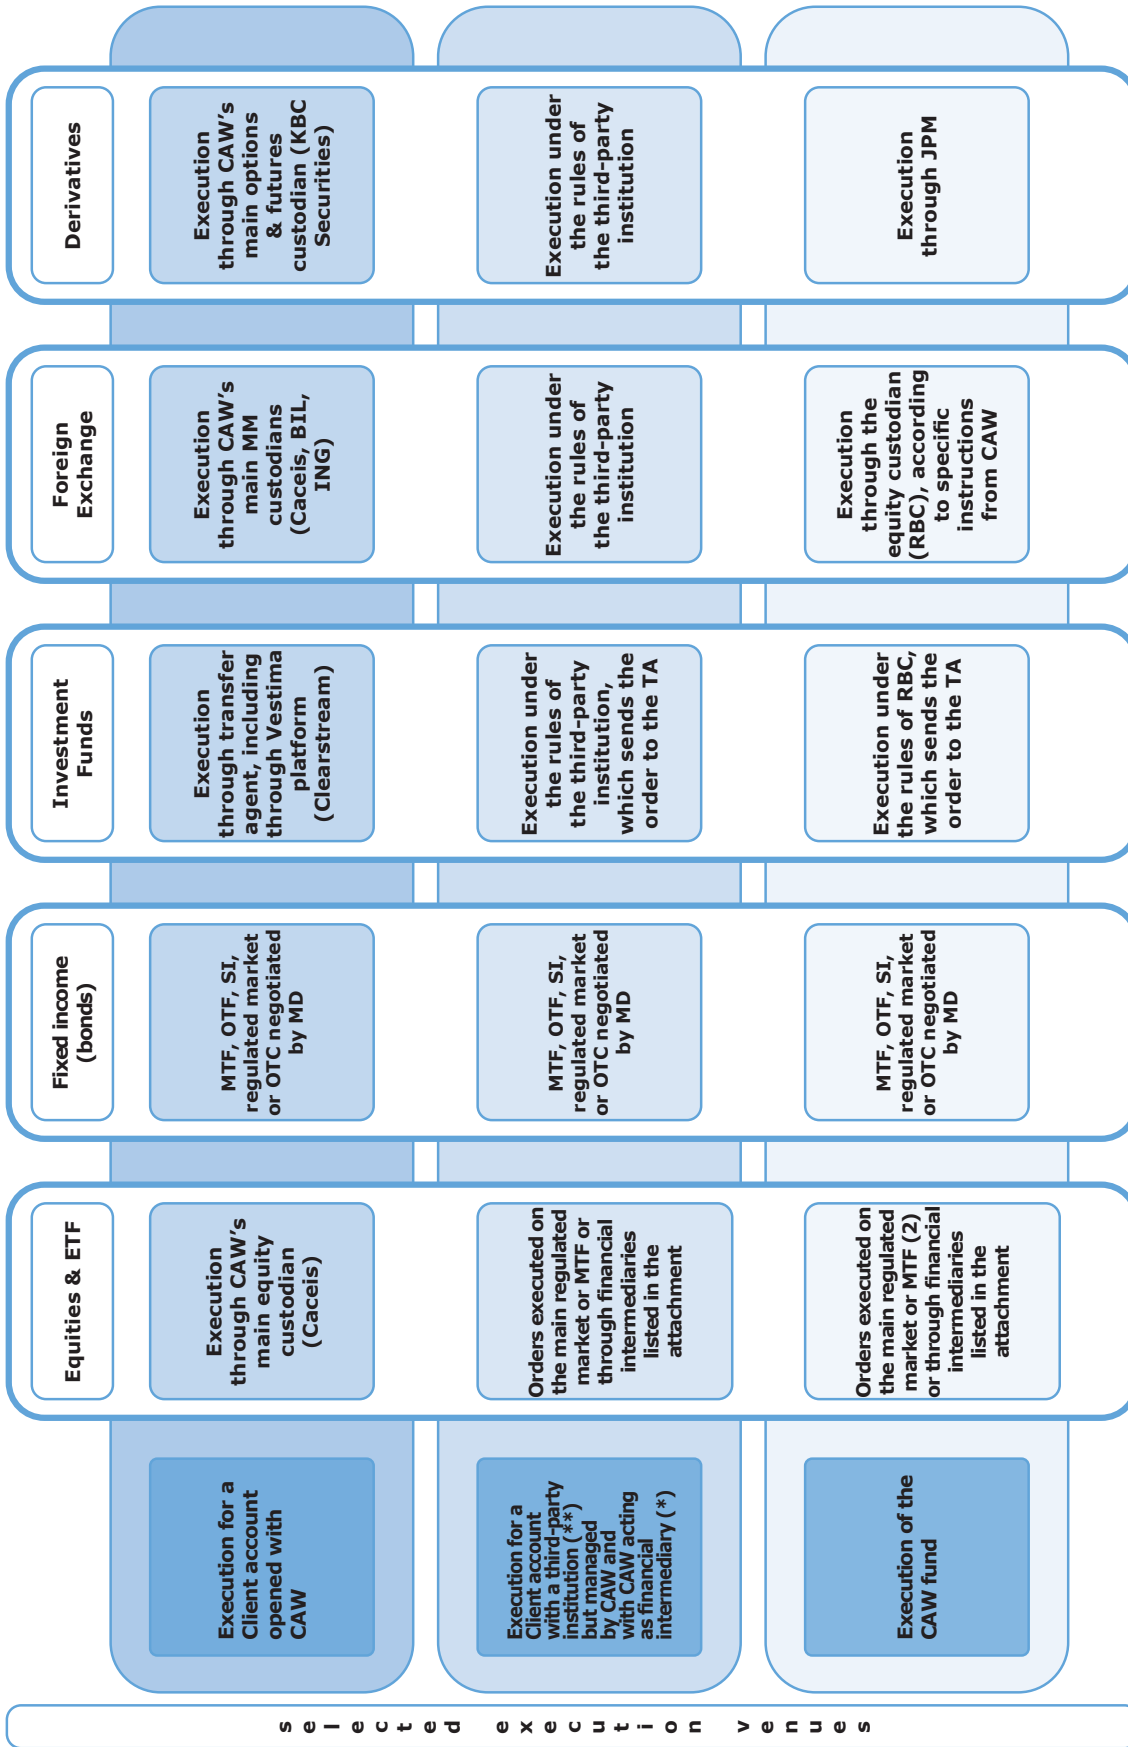 selected execution venues
Equities & ETF
Fixed income
(bonds)
Investment
Funds
Foreign
Exchange
Derivatives
Execution for a
Client account
opened with
CAW
Execution
through CAW’s
main equity
custodian
(Caceis)
MTF, OTF, SI,
regulated market
or OTC negotiated
by MD
Execution
through transfer
agent, including
through Vestima
platform
(Clearstream)
Execution
through CAW’s
main MM
custodians
(Caceis, BIL,
ING)
Execution
through CAW’s
main options
& futures
custodian (KBC
Securities)
Execution for a
Client account
with a third-party
institution (**)
but managed
by CAW and
with CAW acting
as financial
intermediary (*)
Orders executed on
the main regulated
market or MTF or
through financial
intermediaries
listed in the
attachment
MTF, OTF, SI,
regulated market
or OTC negotiated
by MD
Execution under
the rules of
the third-party
institution,
which sends the
order to the TA
Execution under
the rules of
the third-party
institution
Execution under
the rules of
the third-party
institution
Execution of the
CAW fund
Orders executed on
the main regulated
market or MTF (2)
or through financial
intermediaries
listed in the
attachment
MTF, OTF, SI,
regulated market
or OTC negotiated
by MD
Execution under
the rules of RBC,
which sends the
order to the TA
Execution
through the
equity custodian
(RBC), according
to specific
instructions
from CAW
Execution
through JPM